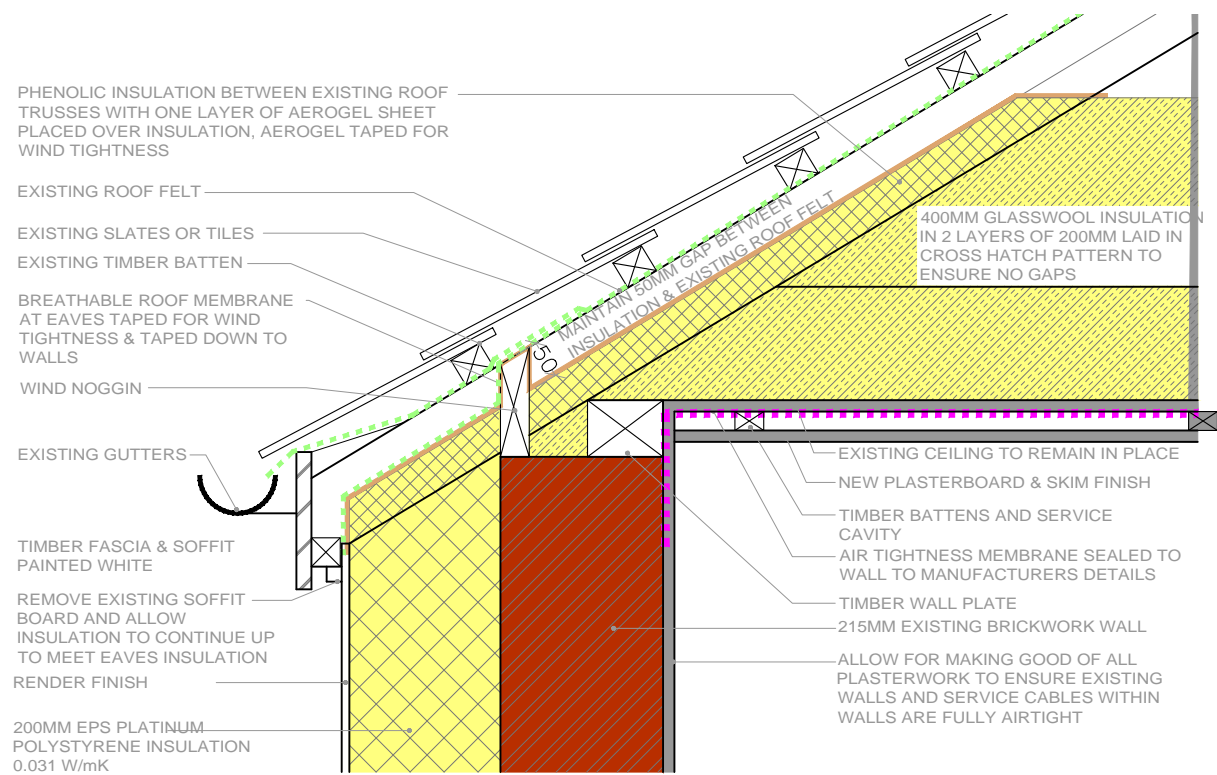 PHENOLIC INSULATION BETWEEN EXISTING ROOF
TRUSSES WITH ONE LAYER OF AEROGEL SHEET
PLACED OVER INSULATION, AEROGEL TAPED FOR
WIND TIGHTNESS
EXISTING ROOF FELT
EXISTING SLATES OR TILES
EXISTING TIMBER BATTEN
BREATHABLE ROOF MEMBRANE
AT EAVES TAPED FOR WIND
TIGHTNESS & TAPED DOWN TO
WALLS
WIND NOGGIN
EXISTING GUTTERS
TIMBER FASCIA & SOFFIT
PAINTED WHITE
REMOVE EXISTING SOFFIT
BOARD AND ALLOW
INSULATION TO CONTINUE UP
TO MEET EAVES INSULATION
RENDER FINISH
200MM EPS PLATINUM
POLYSTYRENE INSULATION
0.031 W/mK
MAINTAIN 50MM GAP BETWEEN
INSULATION & EXISTING ROOF FELT
50
400MM GLASSWOOL INSULATION
IN 2 LAYERS OF 200MM LAID IN
CROSS HATCH PATTERN TO
ENSURE NO GAPS
EXISTING CEILING TO REMAIN IN PLACE
NEW PLASTERBOARD & SKIM FINISH
TIMBER BATTENS AND SERVICE
CAVITY
AIR TIGHTNESS MEMBRANE SEALED TO
WALL TO MANUFACTURERS DETAILS
TIMBER WALL PLATE
215MM EXISTING BRICKWORK WALL
ALLOW FOR MAKING GOOD OF ALL
PLASTERWORK TO ENSURE EXISTING
WALLS AND SERVICE CABLES WITHIN
WALLS ARE FULLY AIRTIGHT